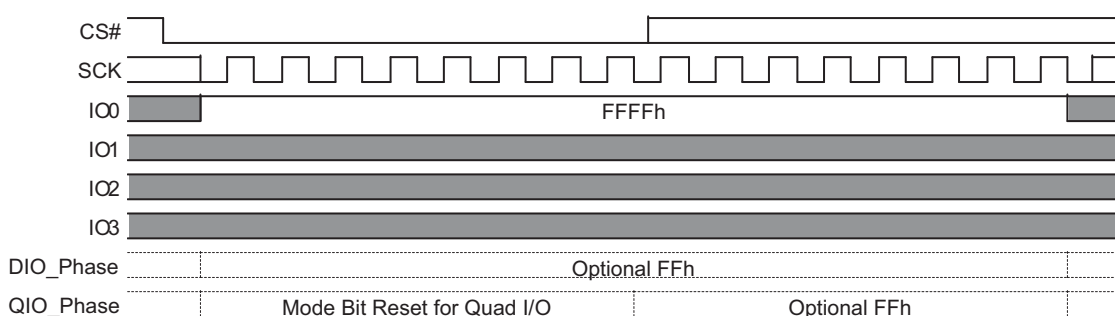 CS#
SCK
IO0 FFFFh
IO1
IO2
IO3
DIO_Phase Optional FFh
QIO_Phase Mode Bit Reset for Quad I/O Optional FFh